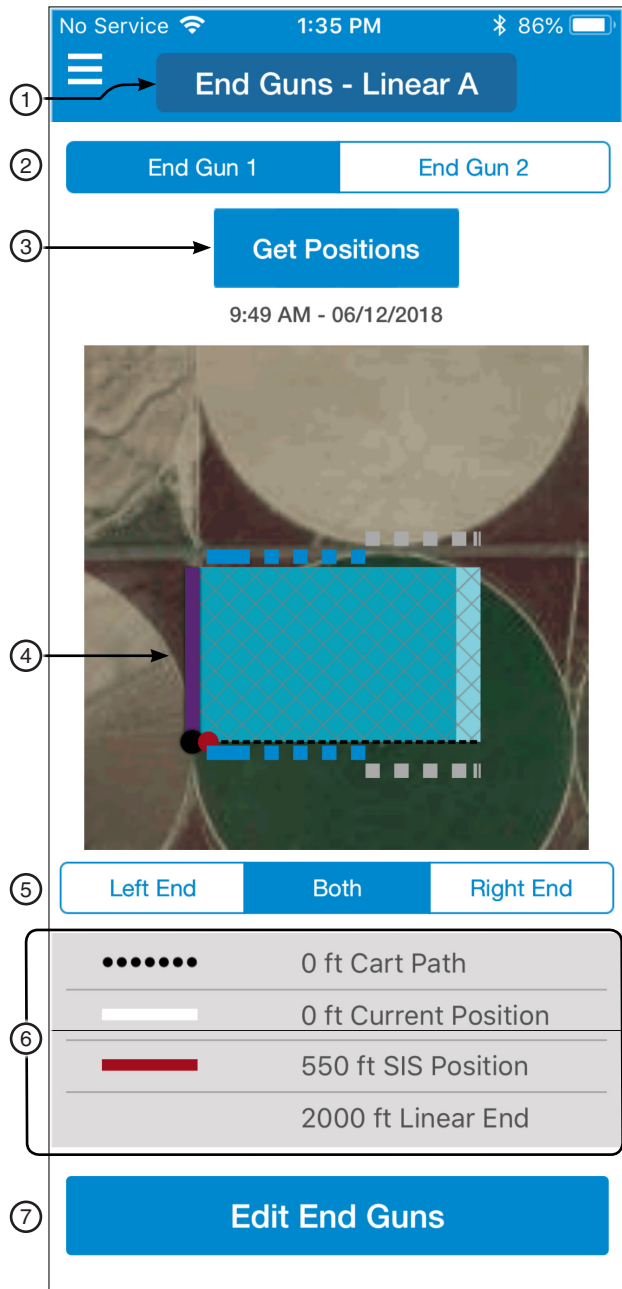 No Service 1:35 PM 86%
1 End Guns - Linear A
2 End Gun 1 End Gun 2
3 Get Positions
9:49 AM - 06/12/2018
4
5 Left End Both Right End
0 ft Cart Path
0 ft Current Position
6
550 ft SIS Position
2000 ft Linear End
7 Edit End Guns